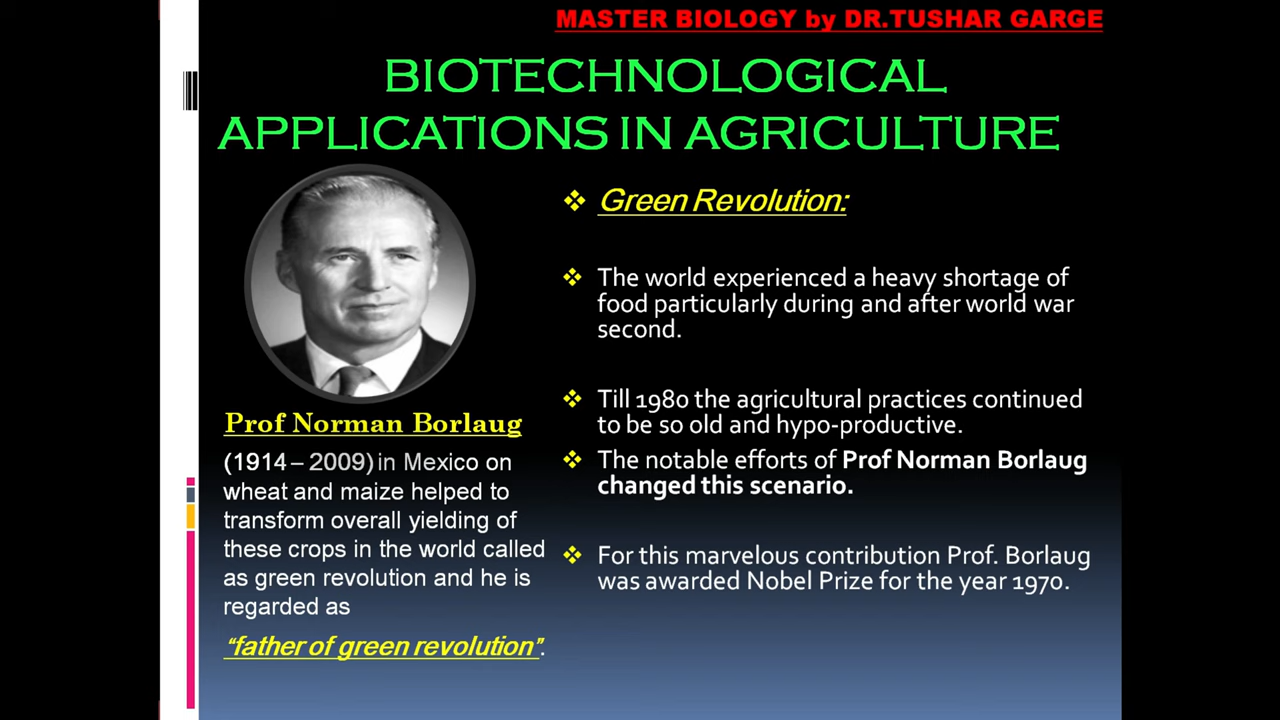 MASTER BIOLOGY by DR.TUSHAR GARGE
BIOTECHNOLOGICAL
APPLICATIONS IN AGRICULTURE
Prof Norman Borlaug
(1914 – 2009) in Mexico on
wheat and maize helped to
transform overall yielding of
these crops in the world called
as green revolution and he is
regarded as
“father of green revolution”.
Green Revolution:
The world experienced a heavy shortage of
food particularly during and after world war
second.
Till 1980 the agricultural practices continued
to be so old and hypo-productive.
The notable efforts of Prof Norman Borlaug
changed this scenario.
For this marvelous contribution Prof. Borlaug
was awarded Nobel Prize for the year 1970.